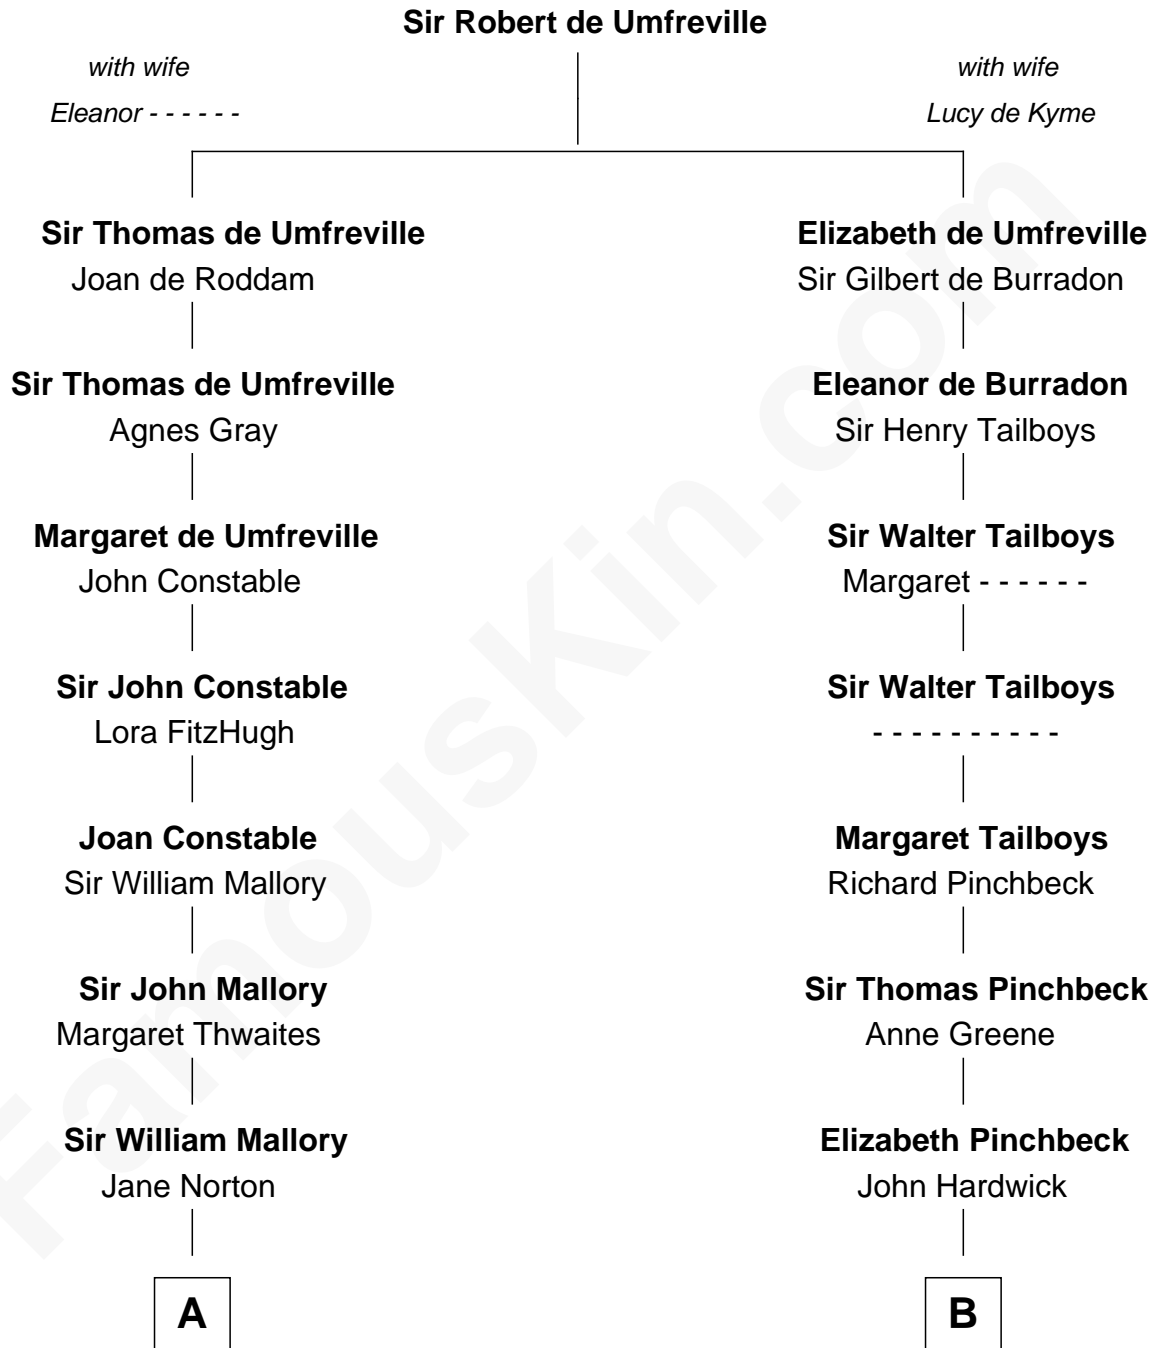 Sir Robert de Umfreville
with wife
Eleanor - - - - - -
with wife
Lucy de Kyme
Sir Thomas de Umfreville
Joan de Roddam
Elizabeth de Umfreville
Sir Gilbert de Burradon
Sir Thomas de Umfreville
Agnes Gray
Eleanor de Burradon
Sir Henry Tailboys
Margaret de Umfreville
John Constable
Sir Walter Tailboys
Margaret - - - - - -
Sir John Constable
Lora FitzHugh
Sir Walter Tailboys
- - - - - - - - - -
Joan Constable
Sir William Mallory
Margaret Tailboys
Richard Pinchbeck
Sir John Mallory
Margaret Thwaites
Sir Thomas Pinchbeck
Anne Greene
Sir William Mallory
Jane Norton
Elizabeth Pinchbeck
John Hardwick
A
B
FamousKin.com